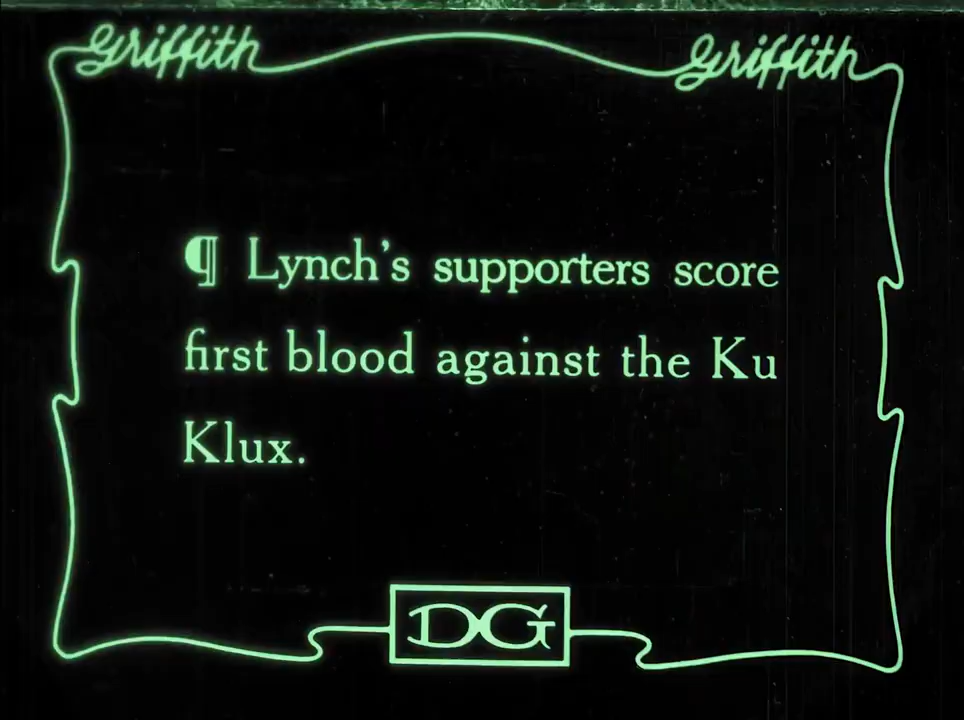 Griffith Griffith
¶ Lynch's supporters score
first blood against the Ku
Klux.
DG